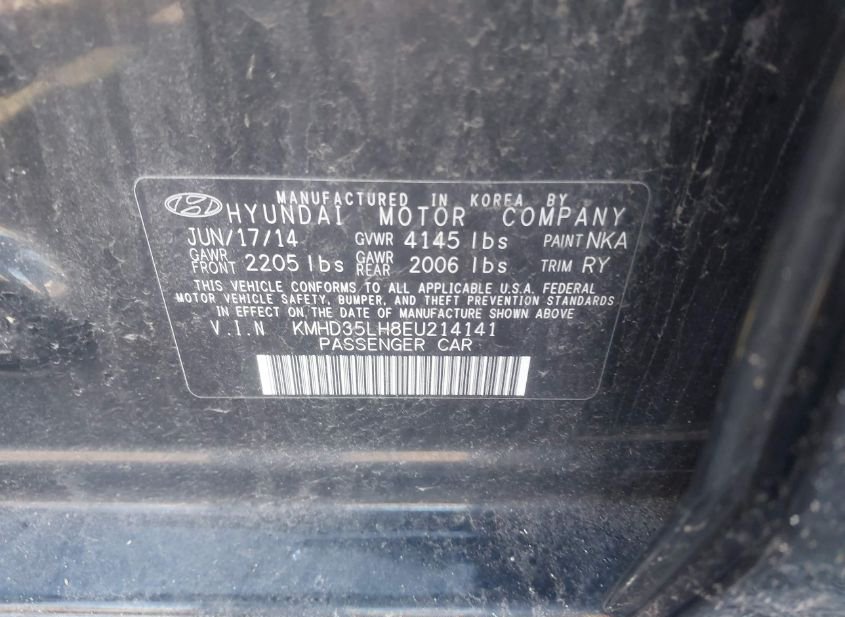 MANUFACTURED IN KOREA BY
HYUNDAI MOTOR COMPANY
JUN/17/14 GVWR 4145 lbs PAINT NKA
GAWR FRONT 2205 lbs GAWR REAR 2006 lbs TRIM RY
THIS VEHICLE CONFORMS TO ALL APPLICABLE U.S.A. FEDERAL
MOTOR VEHICLE SAFETY, BUMPER, AND THEFT PREVENTION STANDARDS
IN EFFECT ON THE DATE OF MANUFACTURE SHOWN ABOVE
V.I.N KMHD35LH8EU214141
PASSENGER CAR